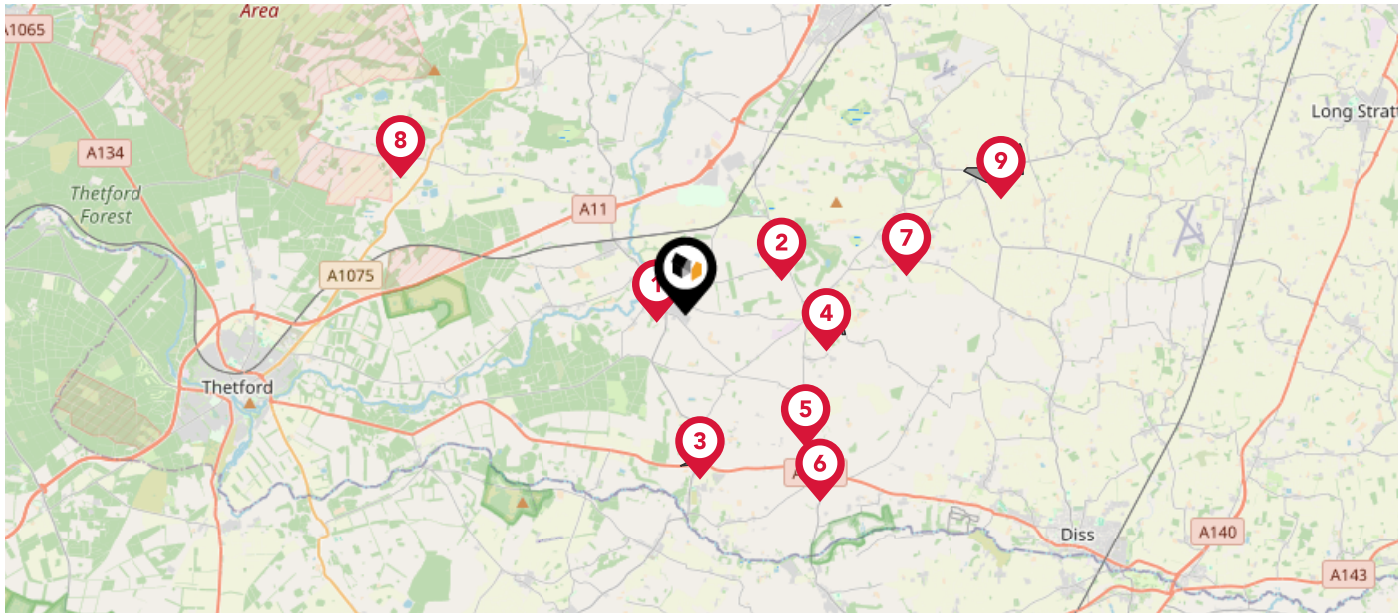 Area
A1065
Long Stratt
8
A134
9
Thetford
Forest
A11
2
7
A1075
1
4
Thetford
5
3
6
Diss
A140
A143